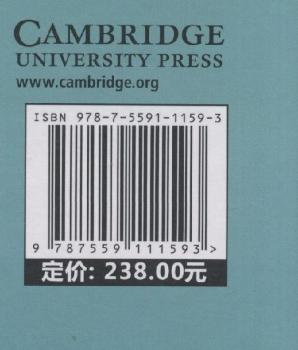 CAMBRIDGE
UNIVERSITY PRESS
www.cambridge.org
ISBN 978-7-5591-1159-3
9 787559 111593 >
定价: 238.00元